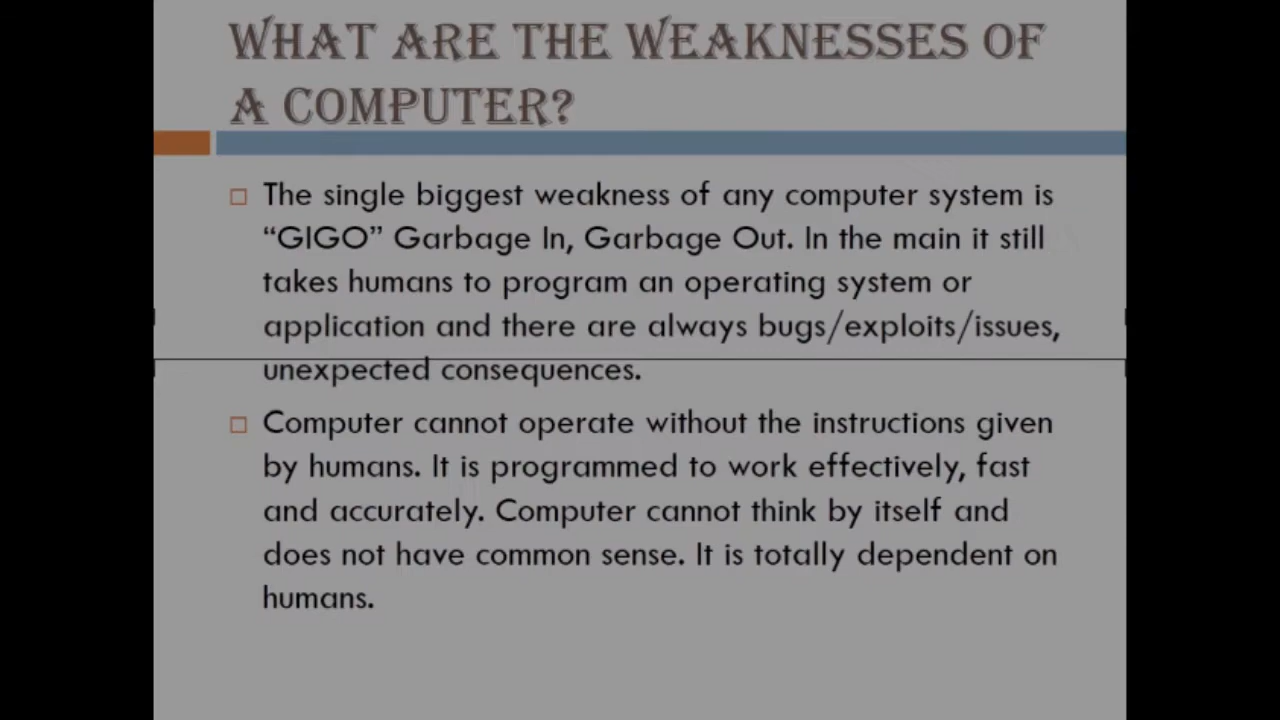 WHAT ARE THE WEAKNESSES OF
A COMPUTER?
The single biggest weakness of any computer system is
“GIGO” Garbage In, Garbage Out. In the main it still
takes humans to program an operating system or
application and there are always bugs/exploits/issues,
unexpected consequences.
Computer cannot operate without the instructions given
by humans. It is programmed to work effectively, fast
and accurately. Computer cannot think by itself and
does not have common sense. It is totally dependent on
humans.